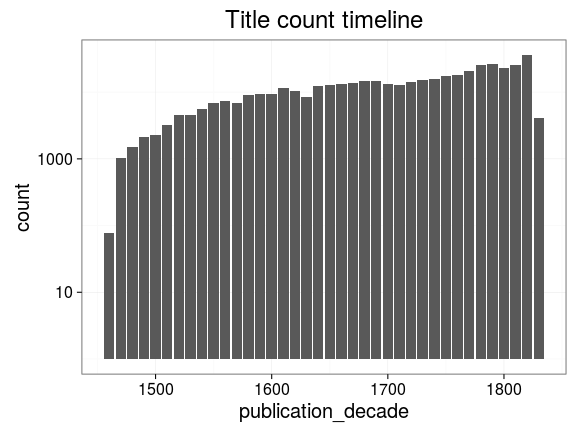 Title count timeline
count
1000
10
1500 1600 1700 1800
publication_decade